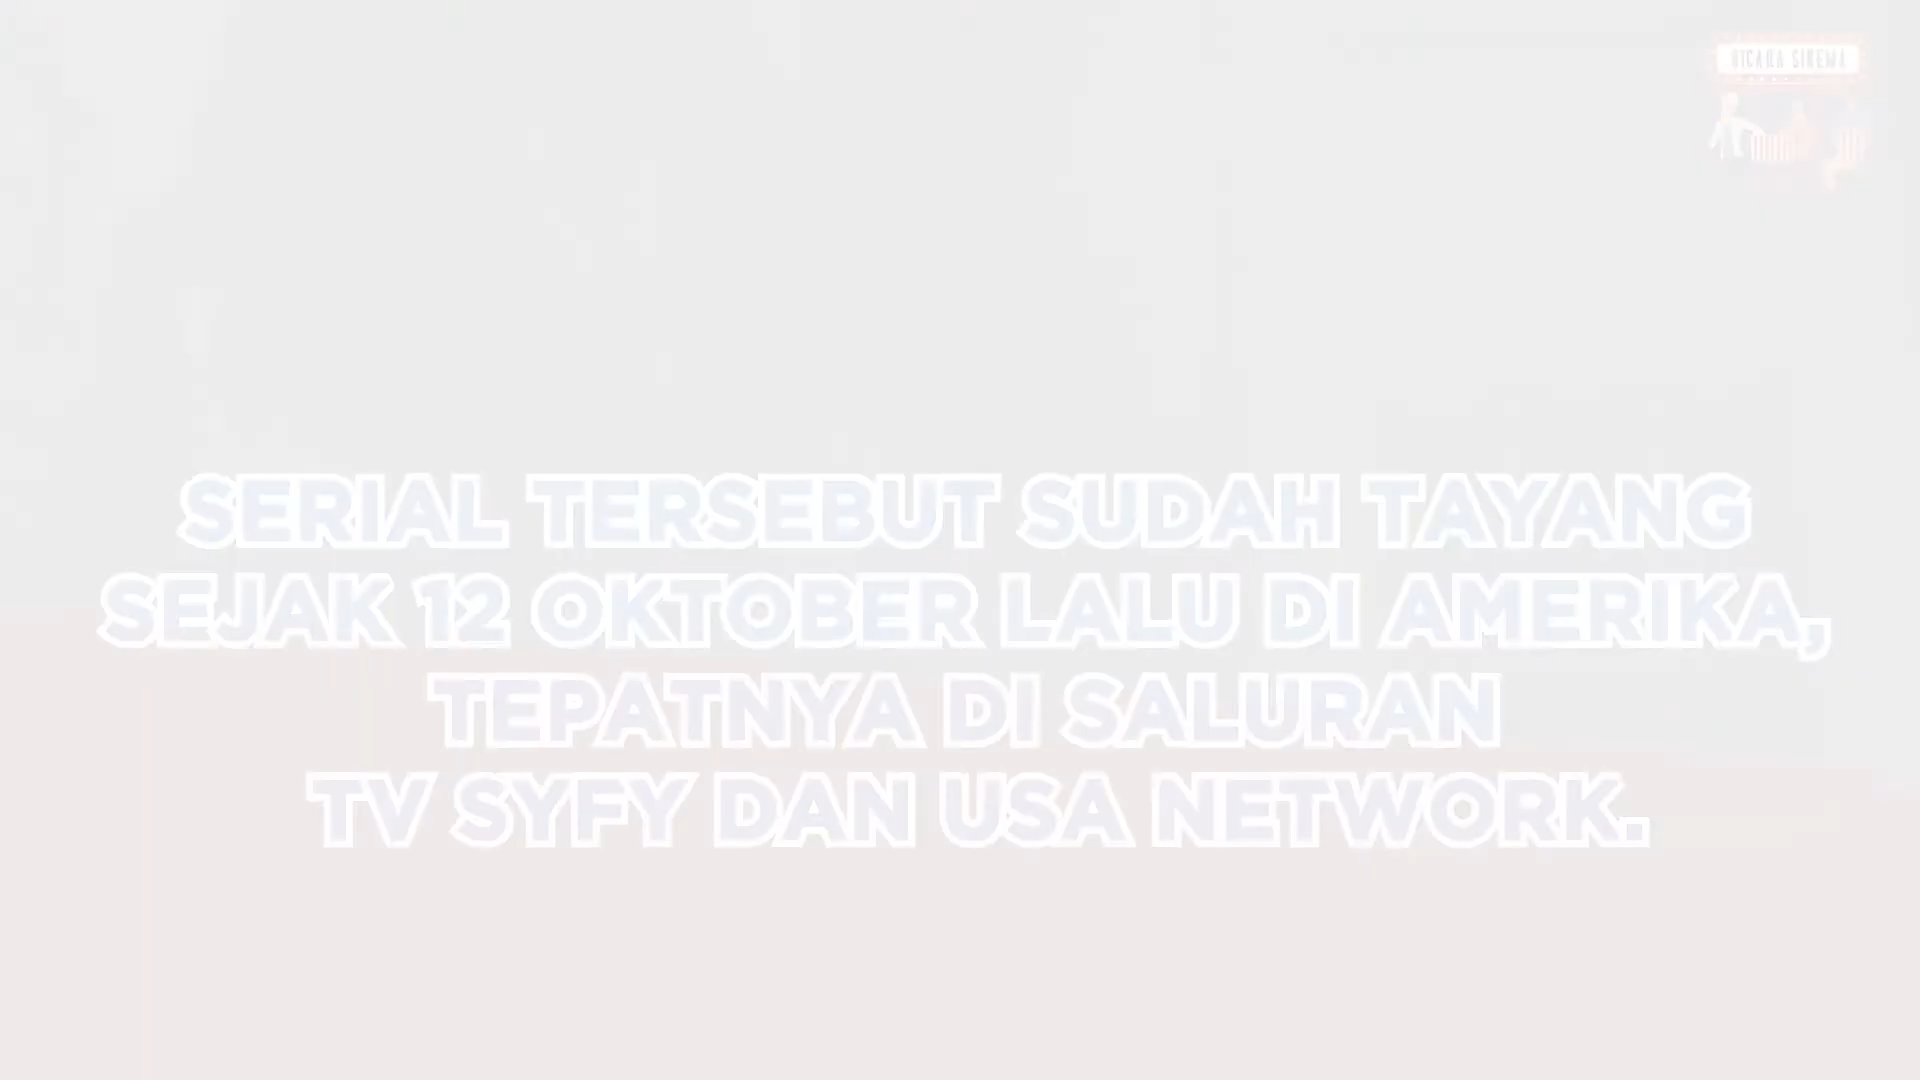 BICARA SINEMA
SERIAL TERSEBUT SUDAH TAYANG
SEJAK 12 OKTOBER LALU DI AMERIKA,
TEPATNYA DI SALURAN
TV SYFY DAN USA NETWORK.